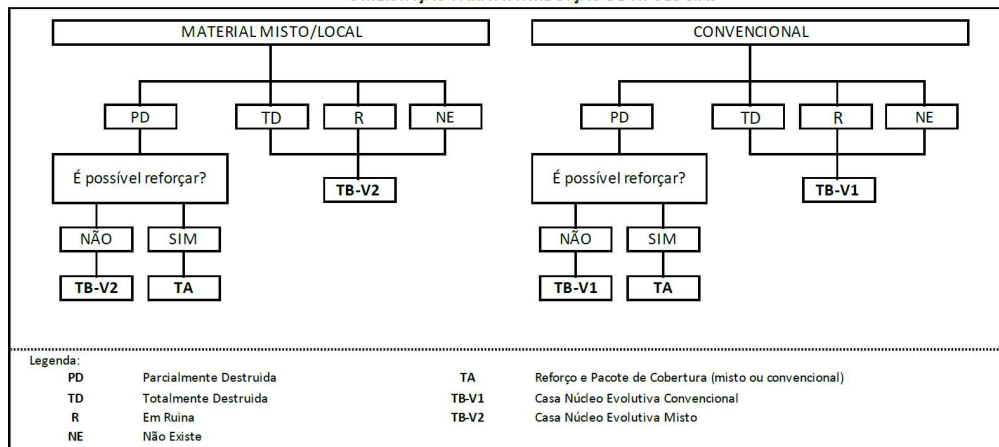 MATERIAL MISTO/LOCAL
CONVENCIONAL
PD TD R NE
PD TD R NE
É possível reforçar?
TB-V2
É possível reforçar?
TB-V1
NÃO SIM
NÃO SIM
TB-V2 TA
TB-V1 TA
Legenda:
PD Parcialmente Destruida
TD Totalmente Destruida
R Em Ruina
NE Não Existe
TA Reforço e Pacote de Cobertura (misto ou convencional)
TB-V1 Casa Núcleo Evolutiva Convencional
TB-V2 Casa Núcleo Evolutiva Misto